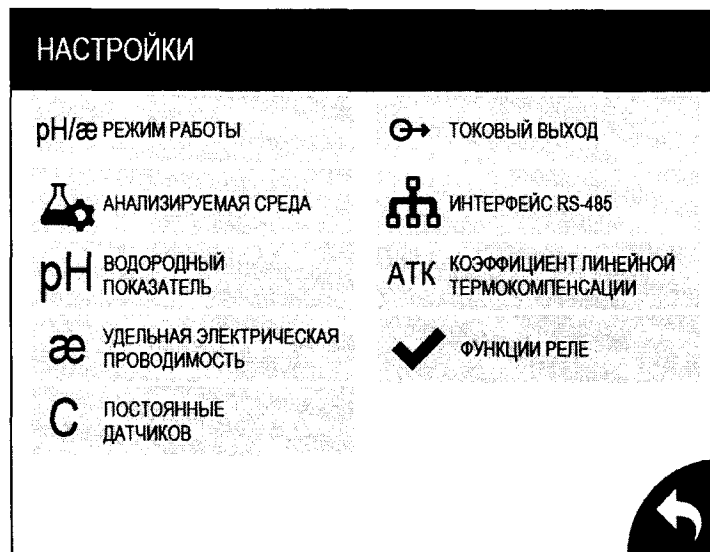 НАСТРОЙКИ
pH/æ РЕЖИМ РАБОТЫ
АНАЛИЗИРУЕМАЯ СРЕДА
pH ВОДОРОДНЫЙ
ПОКАЗАТЕЛЬ
æ УДЕЛЬНАЯ ЭЛЕКТРИЧЕСКАЯ
ПРОВОДИМОСТЬ
C ПОСТОЯННЫЕ
ДАТЧИКОВ
ТОКОВЫЙ ВЫХОД
ИНТЕРФЕЙС RS-485
АТК КОЭФФИЦИЕНТ ЛИНЕЙНОЙ
ТЕРМОКОМПЕНСАЦИИ
ФУНКЦИИ РЕЛЕ